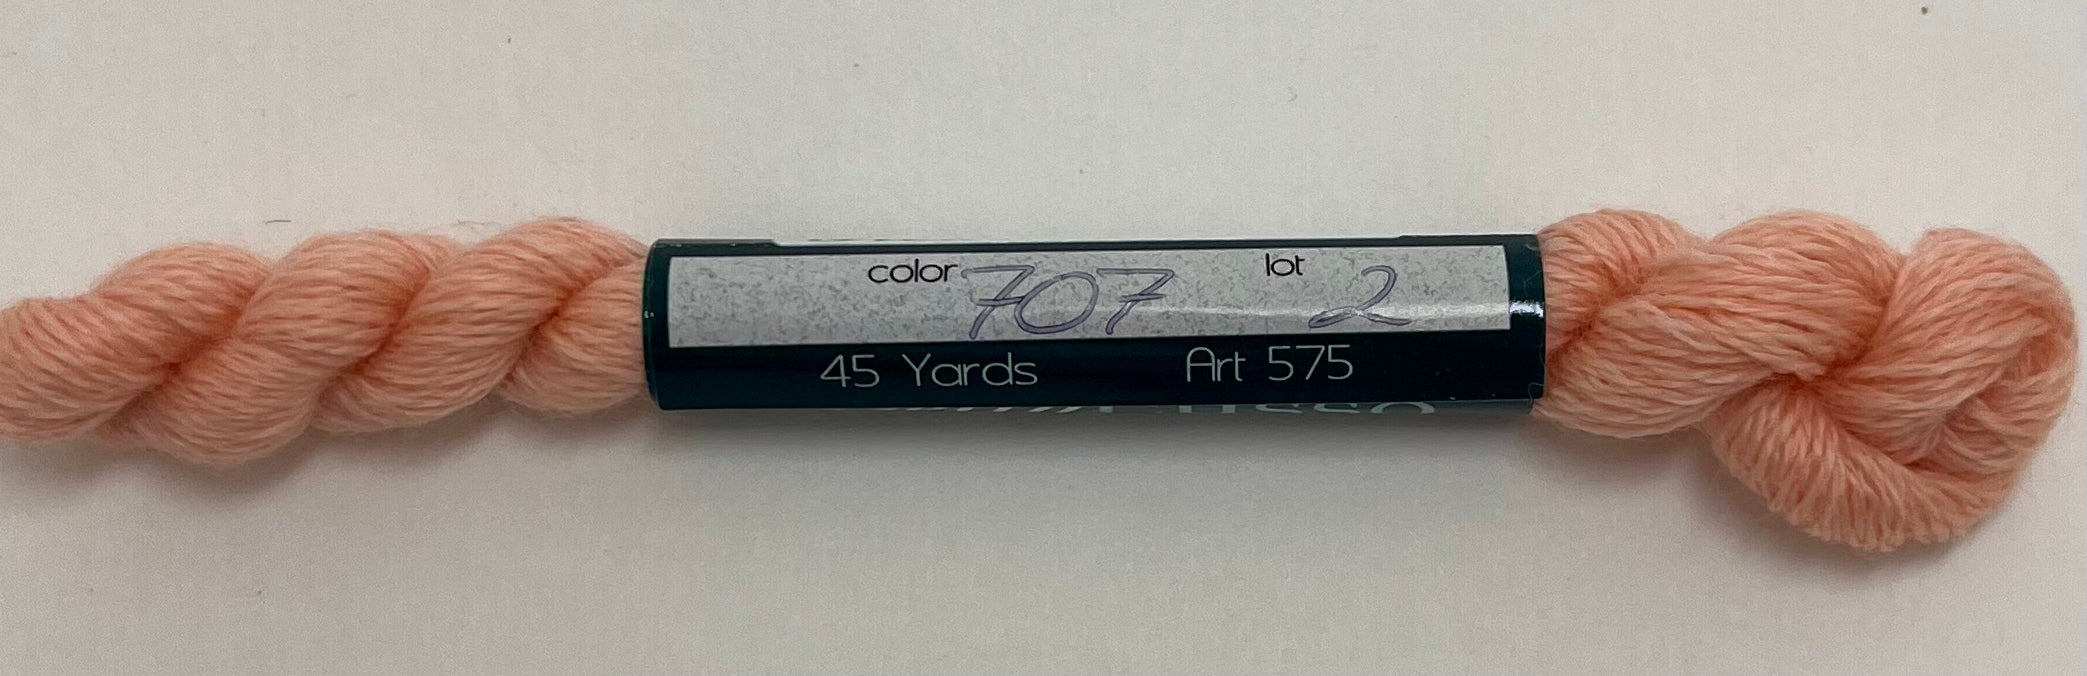 color 707 lot 2
45 Yards Art 575